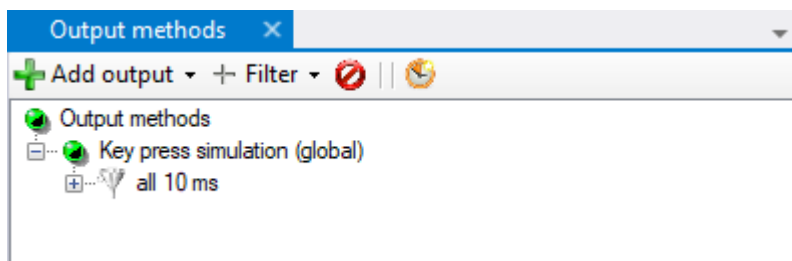 Output methods
Add output Filter
Output methods
Key press simulation (global)
all 10 ms